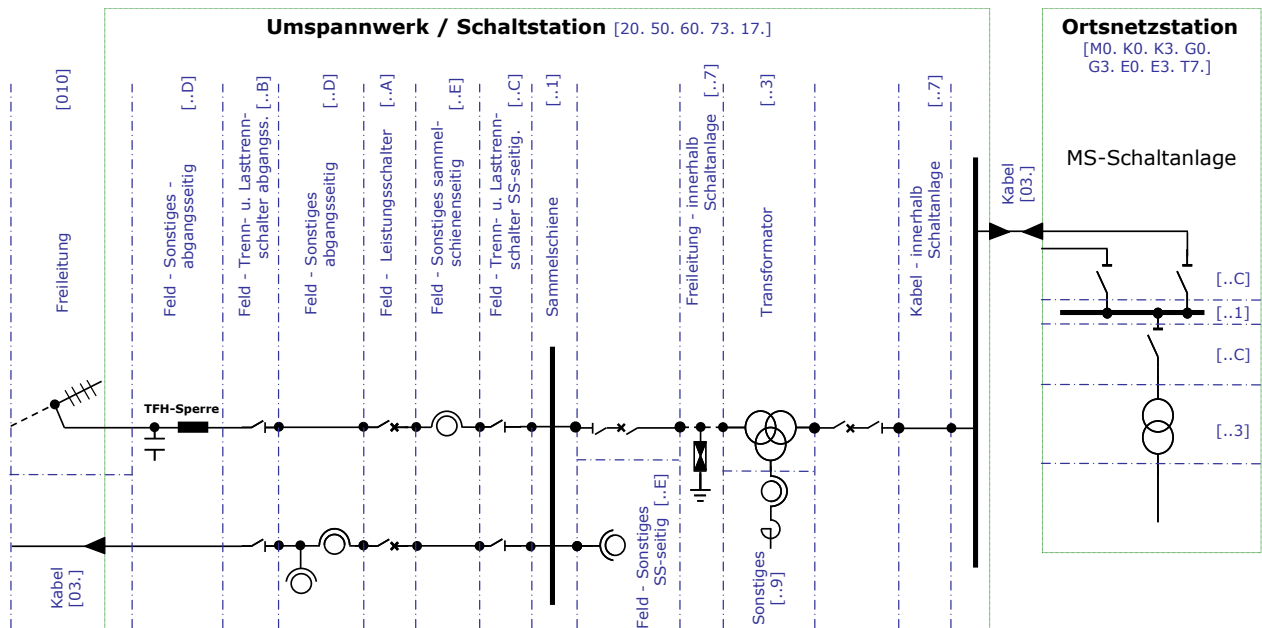 Umspannwerk / Schaltstation [20. 50. 60. 73. 17.]
Ortsnetzstation
[M0. K0. K3. G0.
G3. E0. E3. T7.]
MS-Schaltanlage
Freileitung [010]
Feld - Sonstiges - [..D]
abgangsseitig
Feld - Trenn- u. Lasttrenn- [..B]
schalter abgangss.
Feld - Sonstiges [..D]
abgangsseitig
Feld - Leistungsschalter [..A]
Feld - Sonstiges sammel- [..E]
schienenseitig
Feld - Trenn- u. Lasttrenn- [..C]
schalter SS-seitig.
Sammelschiene [..1]
Freileitung - innerhalb [..7]
Schaltanlage
Transformator [..3]
Kabel - innerhalb [..7]
Schaltanlage
Kabel
[03.]
[..C]
[..1]
[..C]
[..3]
TFH-Sperre
Kabel
[03.]
Feld - Sonstiges
SS-seitig [..E]
Sonstiges
[..9]